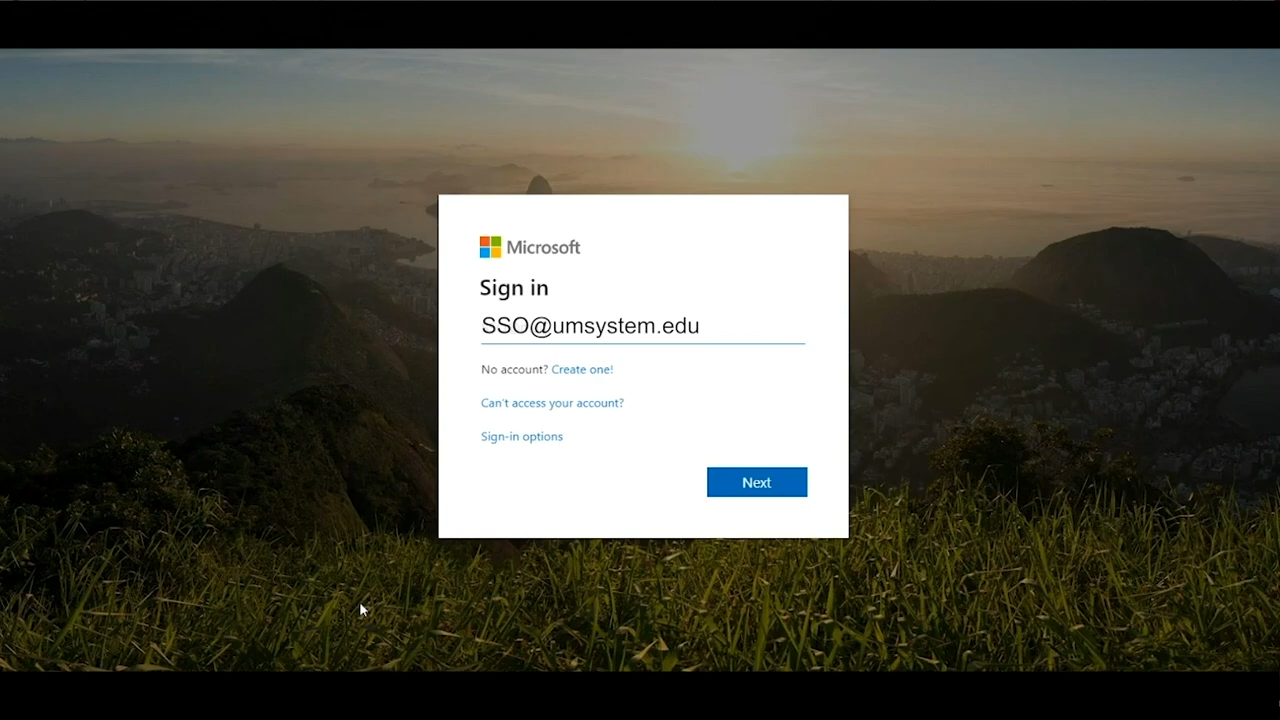 Microsoft
Sign in
SSO@umsystem.edu
No account? Create one!
Can't access your account?
Sign-in options
Next